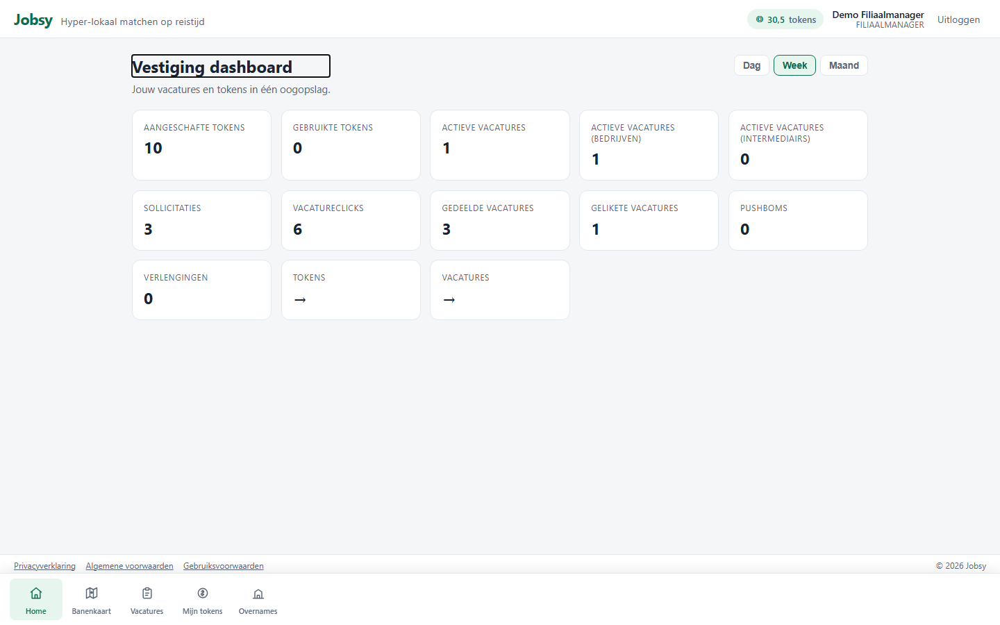 Jobsy Hyper-lokaal matchen op reistijd
30,5 tokens
Demo Filiaalmanager
FILIAALMANAGER
Uitloggen
Vestiging dashboard
Jouw vacatures en tokens in één oogopslag.
Dag Week Maand
AANGESCHAFTE TOKENS
10
GEBRUIKTE TOKENS
0
ACTIEVE VACATURES
1
ACTIEVE VACATURES
(BEDRIJVEN)
1
ACTIEVE VACATURES
(INTERMEDIAIRS)
0
SOLLICITATIES
3
VACATURECLICKS
6
GEDEELDE VACATURES
3
GELIKETE VACATURES
1
PUSHBOMS
0
VERLENGINGEN
0
TOKENS
→
VACATURES
→
Privacyverklaring Algemene voorwaarden Gebruiksvoorwaarden
© 2026 Jobsy
Home Banenkaart Vacatures Mijn tokens Overnames